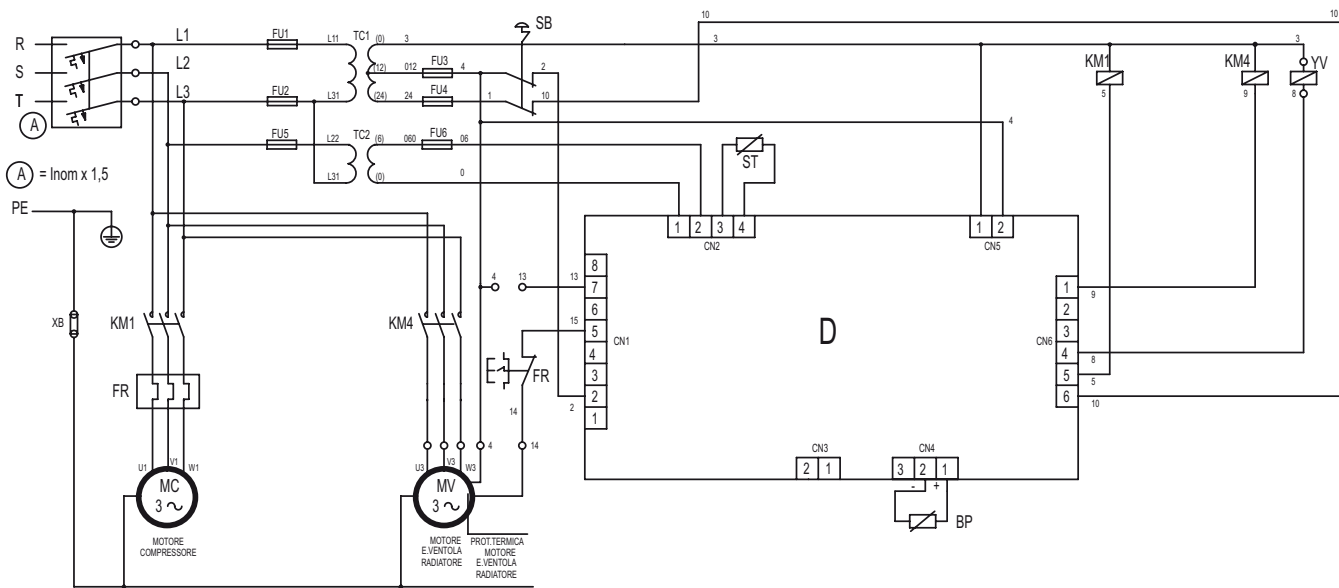 10 10
SB
R L1 FU1 L11 TC1 (0) 3 3 3
S L2 (12) 012 FU3 4 2 KM1 KM4 YV
T L3 FU2 L31 (24) 24 FU4 1 10 5 9 8
A 4
FU5 L22 TC2 (6) 060 FU6 06 ST
A = Inom x 1,5 L31 (0) 0
PE
1 2 3 4 1 2
CN2 CN5
8
4 13 13 7 1 9
6 2
XB KM1 KM4 15 5 CN1 D CN6 3
4 4 8
FR FR 3 5 5
14 2 2 6 10
1
U1 V1 W1 U3 V3 W3 4 14 CN3 CN4
2 1 3 2 1
MC MV - +
3 ~ 3 ~ BP
MOTORE
COMPRESSORE
MOTORE
E.VENTOLA
RADIATORE
PROT.TERMICA
MOTORE
E.VENTOLA
RADIATORE